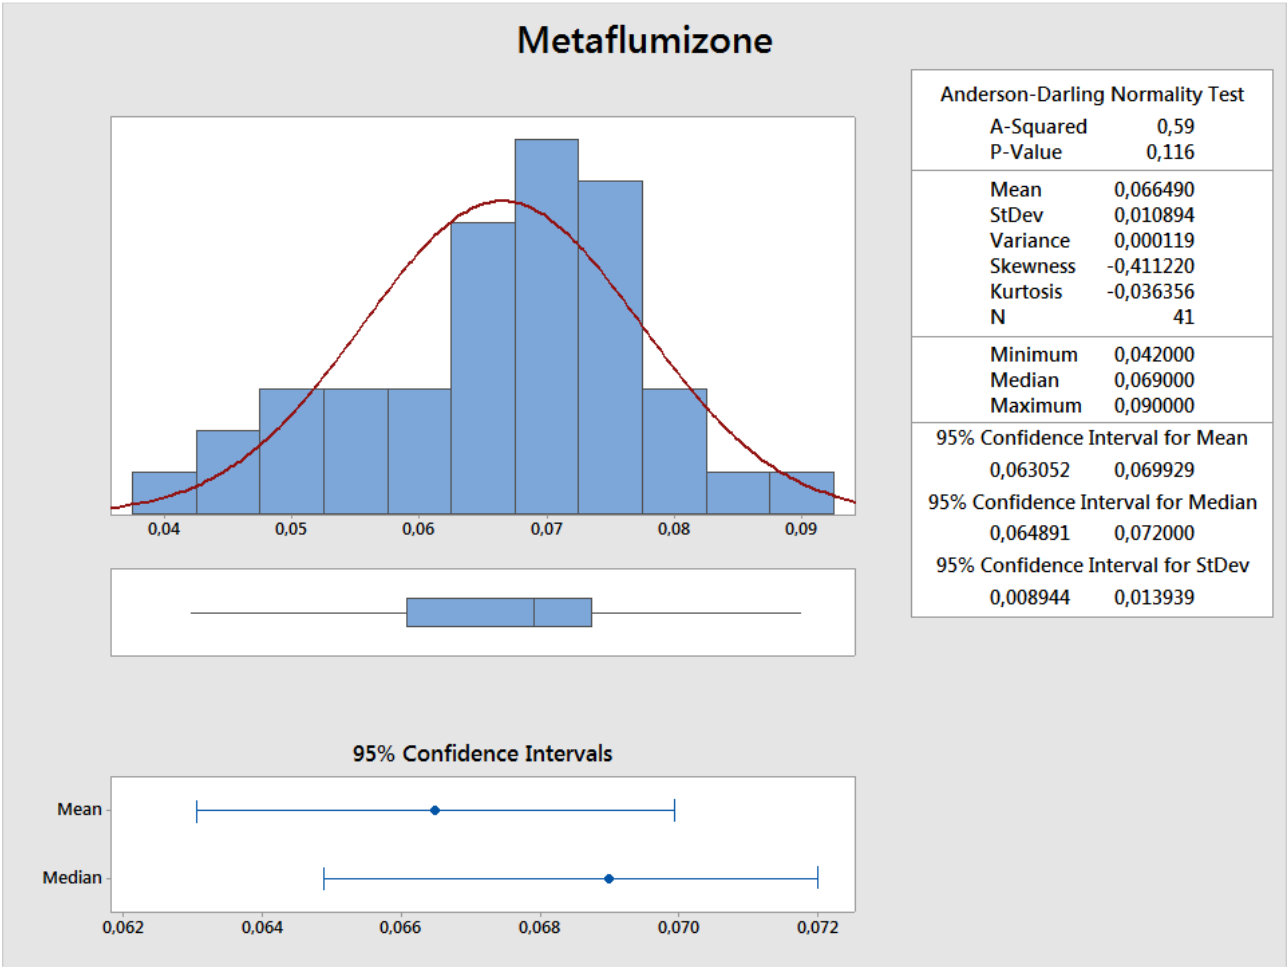 Metaflumizone
0,04 0,05 0,06 0,07 0,08 0,09
95% Confidence Intervals
Mean
Median
0,062 0,064 0,066 0,068 0,070 0,072
Anderson-Darling Normality Test
A-Squared 0,59
P-Value 0,116
Mean 0,066490
StDev 0,010894
Variance 0,000119
Skewness -0,411220
Kurtosis -0,036356
N 41
Minimum 0,042000
Median 0,069000
Maximum 0,090000
95% Confidence Interval for Mean
0,063052 0,069929
95% Confidence Interval for Median
0,064891 0,072000
95% Confidence Interval for StDev
0,008944 0,013939